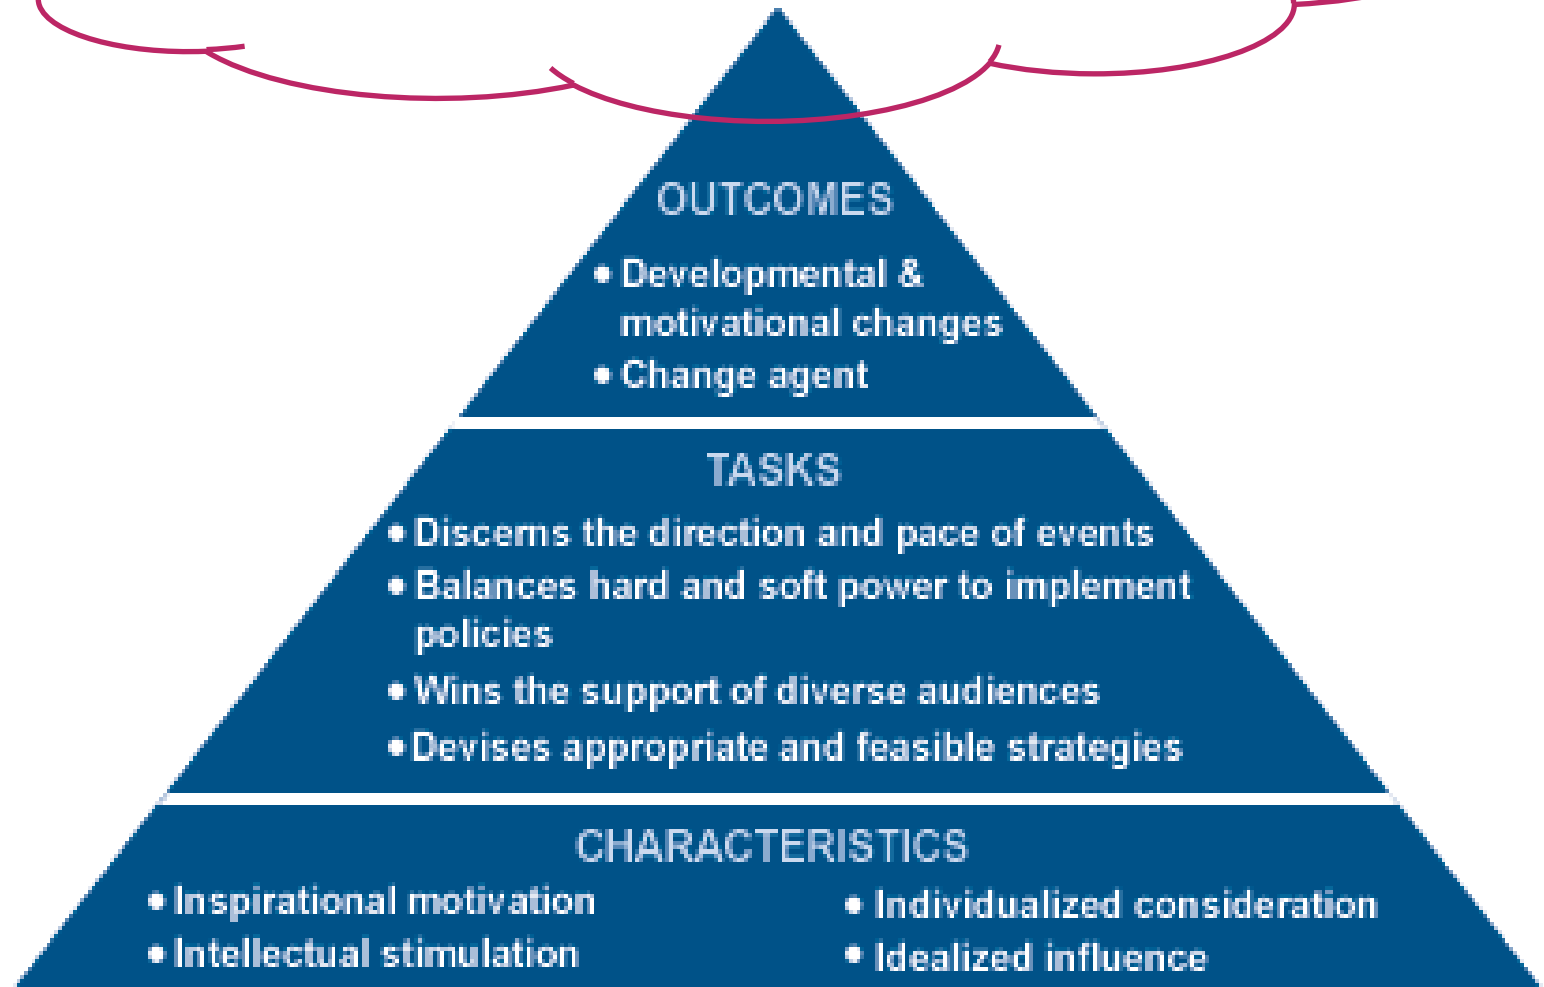 OUTCOMES
• Developmental &
motivational changes
• Change agent
TASKS
• Discerns the direction and pace of events
• Balances hard and soft power to implement
policies
• Wins the support of diverse audiences
• Devises appropriate and feasible strategies
CHARACTERISTICS
• Inspirational motivation
• Intellectual stimulation
• Individualized consideration
• Idealized influence